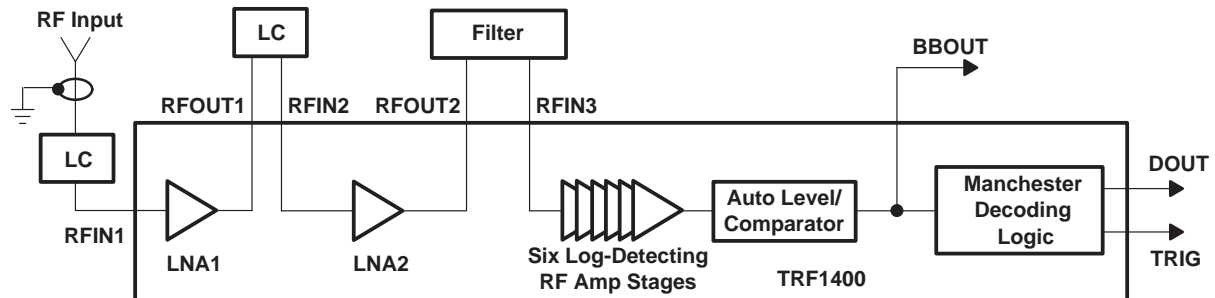 RF Input
LC
Filter
BBOUT
RFOUT1
RFIN2
RFOUT2
RFIN3
LC
DOUT
Auto Level/
Comparator
Manchester
Decoding
Logic
RFIN1
LNA1
LNA2
Six Log-Detecting
RF Amp Stages
TRF1400
TRIG